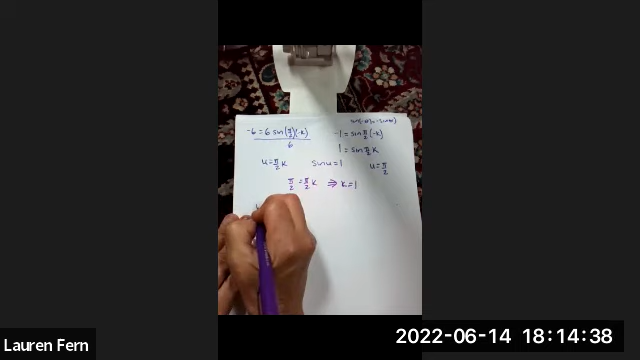 sin(-θ)=-sin(θ)
-6 = 6 sin(π/2)(-k)
6
-1 = sin π/2 (-k)
1 = sin π/2 k
u = π/2 k sin u = 1 u = π/2
π/2 = π/2 k ⇒ k = 1
Lauren Fern
2022-06-14 18:14:38